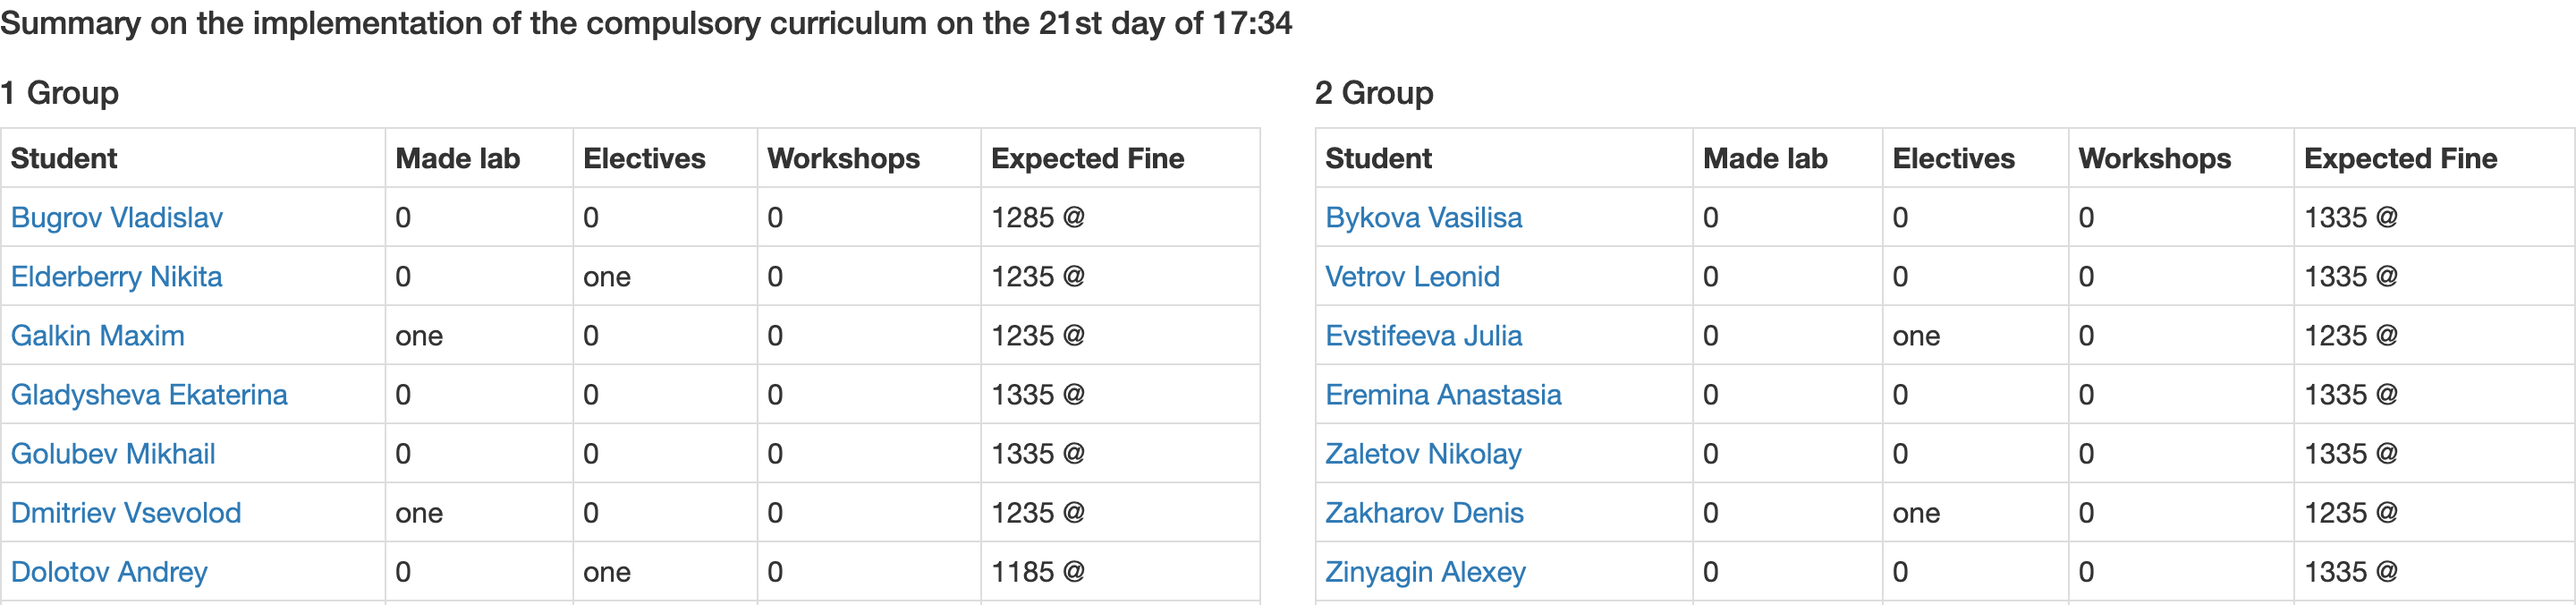 Summary on the implementation of the compulsory curriculum on the 21st day of 17:34
1 Group
Student Made lab Electives Workshops Expected Fine
Bugrov Vladislav 0 0 0 1285 @
Elderberry Nikita 0 one 0 1235 @
Galkin Maxim one 0 0 1235 @
Gladysheva Ekaterina 0 0 0 1335 @
Golubev Mikhail 0 0 0 1335 @
Dmitriev Vsevolod one 0 0 1235 @
Dolotov Andrey 0 one 0 1185 @
2 Group
Student Made lab Electives Workshops Expected Fine
Bykova Vasilisa 0 0 0 1335 @
Vetrov Leonid 0 0 0 1335 @
Evstifeeva Julia 0 one 0 1235 @
Eremina Anastasia 0 0 0 1335 @
Zaletov Nikolay 0 0 0 1335 @
Zakharov Denis 0 one 0 1235 @
Zinyagin Alexey 0 0 0 1335 @